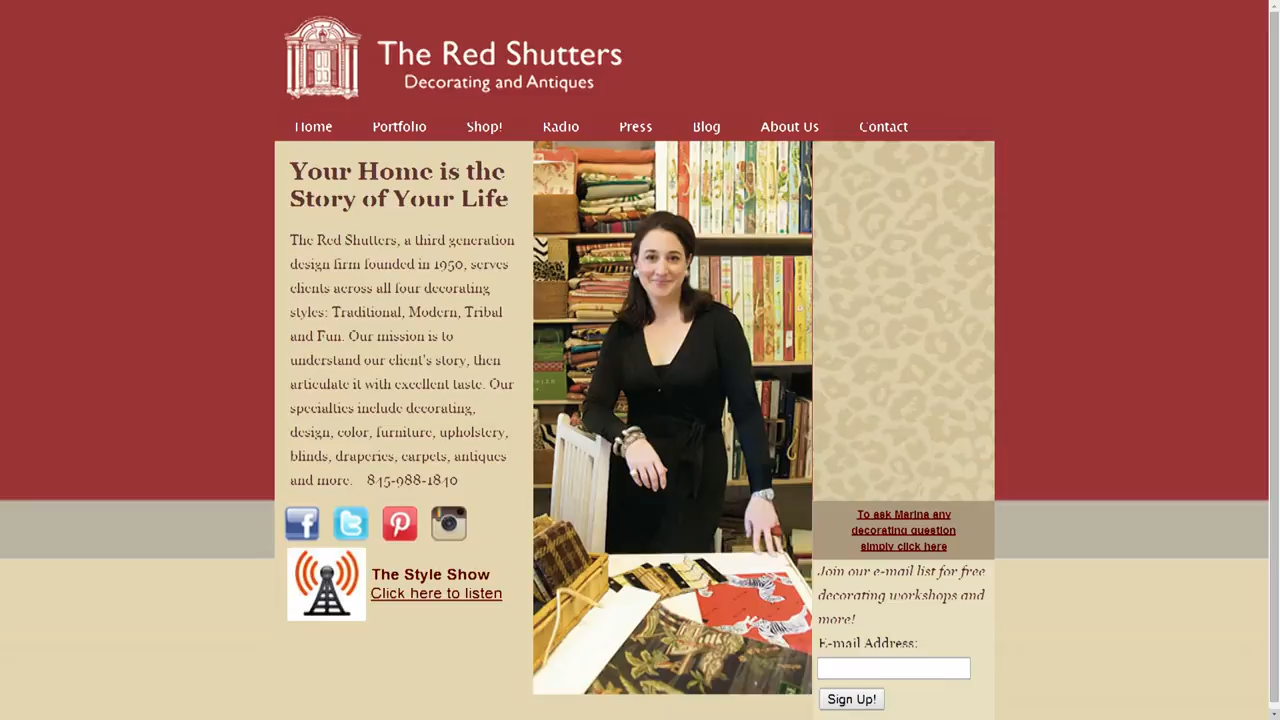 The Red Shutters
Decorating and Antiques
Home Portfolio Shop! Radio Press Blog About Us Contact
Your Home is the
Story of Your Life
The Red Shutters, a third generation
design firm founded in 1950, serves
clients across all four decorating
styles: Traditional, Modern, Tribal
and Fun. Our mission is to
understand our client's story, then
articulate it with excellent taste. Our
specialties include decorating,
design, color, furniture, upholstery,
blinds, draperies, carpets, antiques
and more. 845-988-1840
The Style Show
Click here to listen
To ask Marina any
decorating question
simply click here
Join our e-mail list for free
decorating workshops and
more!
E-mail Address:
Sign Up!